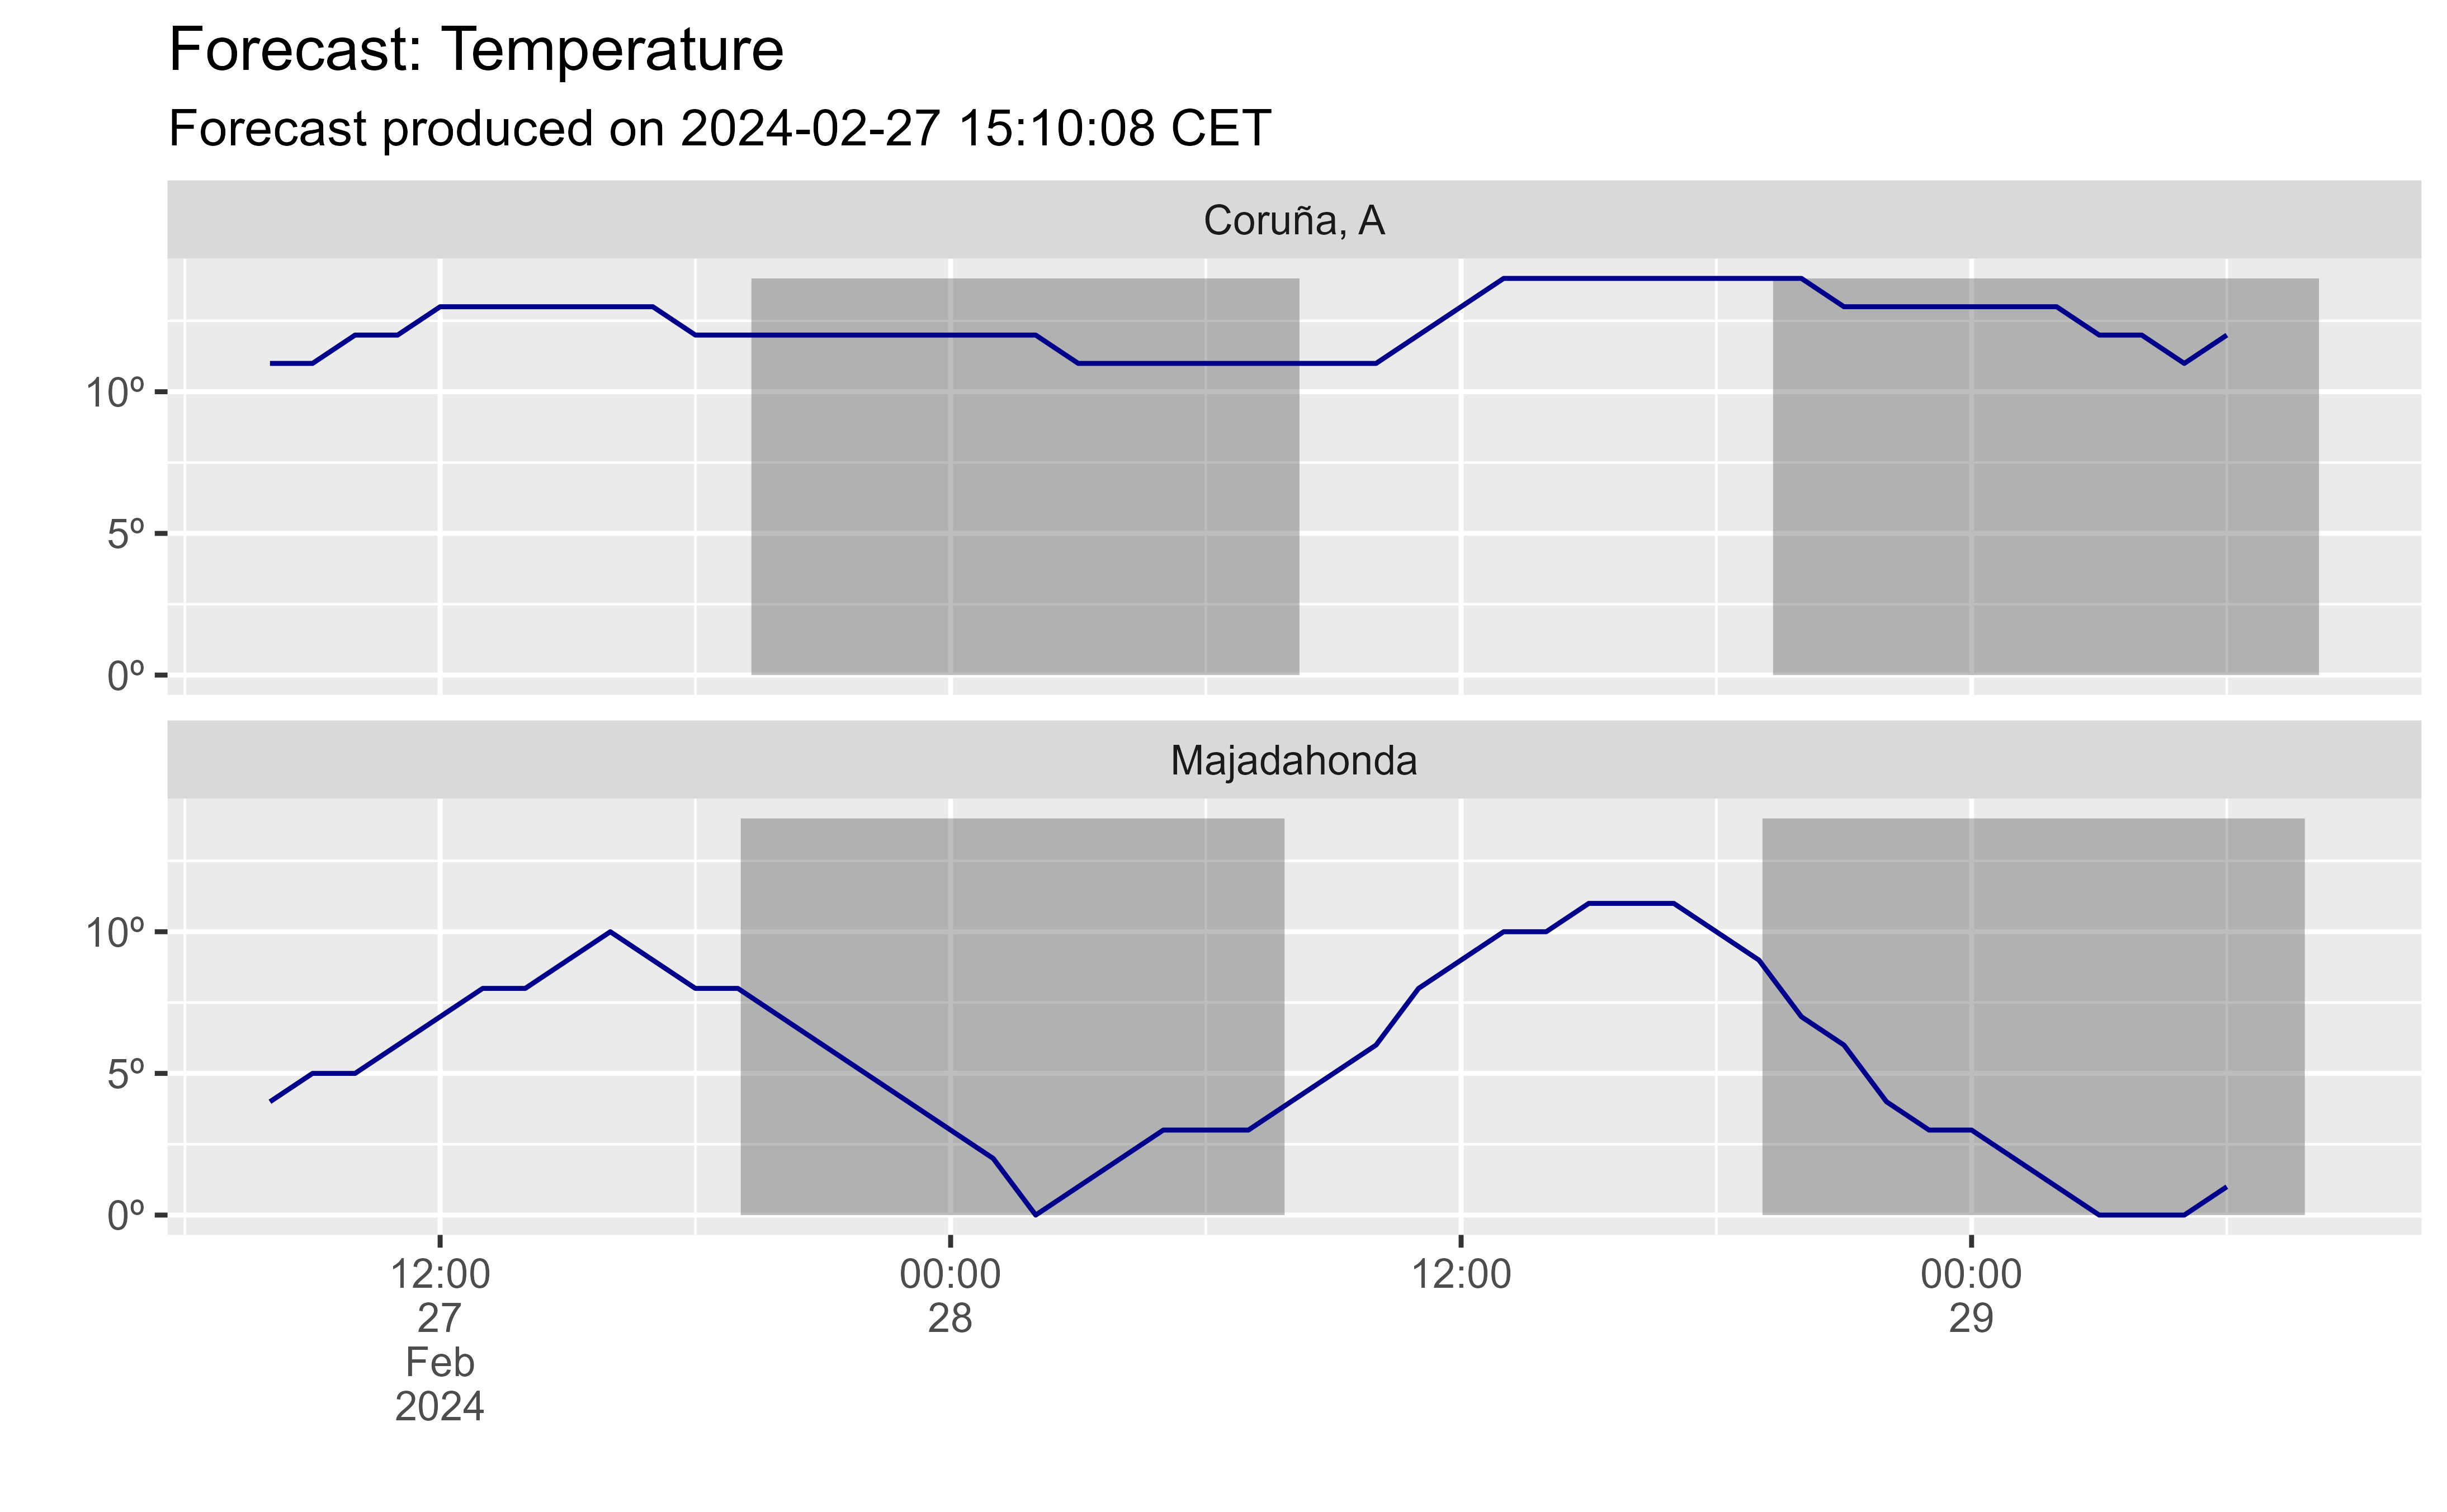 Forecast: Temperature
Forecast produced on 2024-02-27 15:10:08 CET
Coruña, A
10º
5º
0º
Majadahonda
10º
5º
0º
12:00 00:00 12:00 00:00
27 28 29
Feb
2024